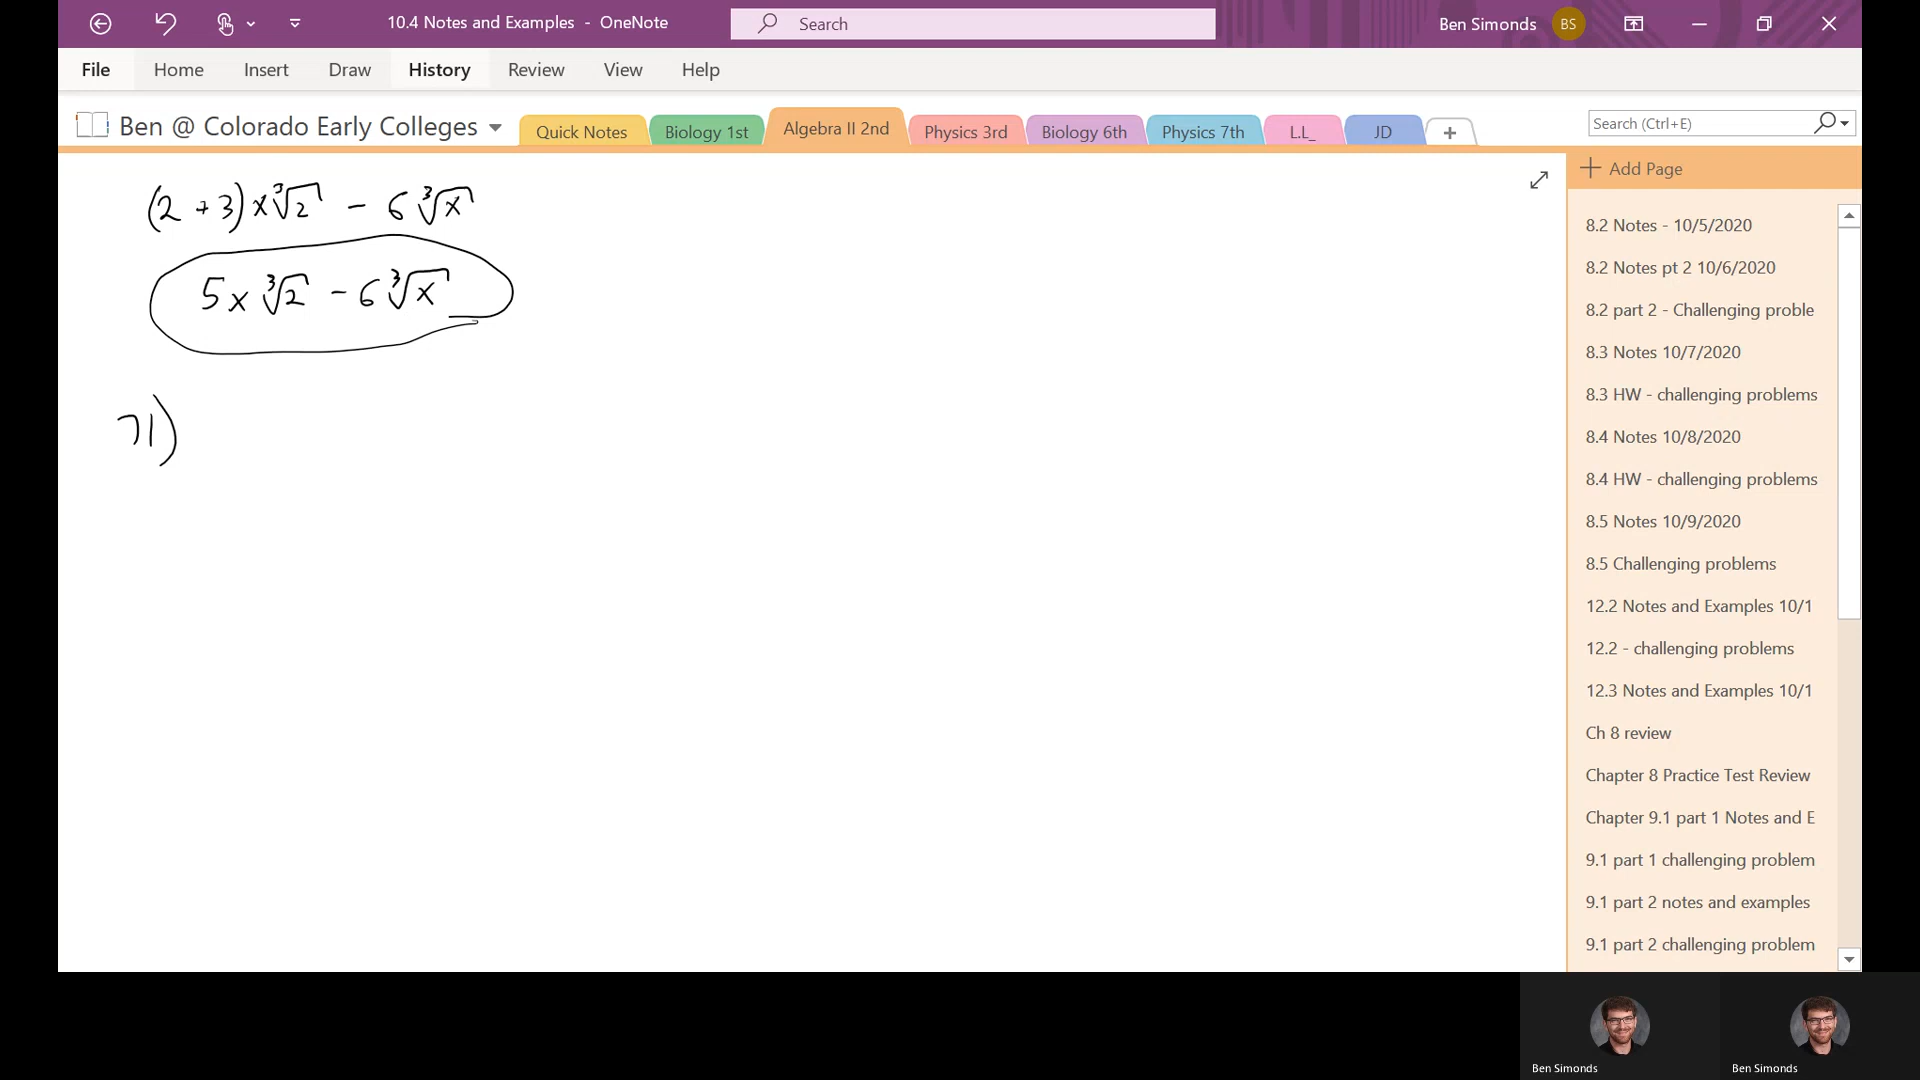 10.4 Notes and Examples - OneNote
Search
Ben Simonds
BS
File Home Insert Draw History Review View Help
Ben @ Colorado Early Colleges
Quick Notes
Biology 1st
Algebra II 2nd
Physics 3rd
Biology 6th
Physics 7th
L.L_
JD
+
Search (Ctrl+E)
(2 + 3) x ∛2 - 6 ∛x
5x ∛2 - 6 ∛x
71)
Add Page
8.2 Notes - 10/5/2020
8.2 Notes pt 2 10/6/2020
8.2 part 2 - Challenging proble
8.3 Notes 10/7/2020
8.3 HW - challenging problems
8.4 Notes 10/8/2020
8.4 HW - challenging problems
8.5 Notes 10/9/2020
8.5 Challenging problems
12.2 Notes and Examples 10/1
12.2 - challenging problems
12.3 Notes and Examples 10/1
Ch 8 review
Chapter 8 Practice Test Review
Chapter 9.1 part 1 Notes and E
9.1 part 1 challenging problem
9.1 part 2 notes and examples
9.1 part 2 challenging problem
Ben Simonds
Ben Simonds